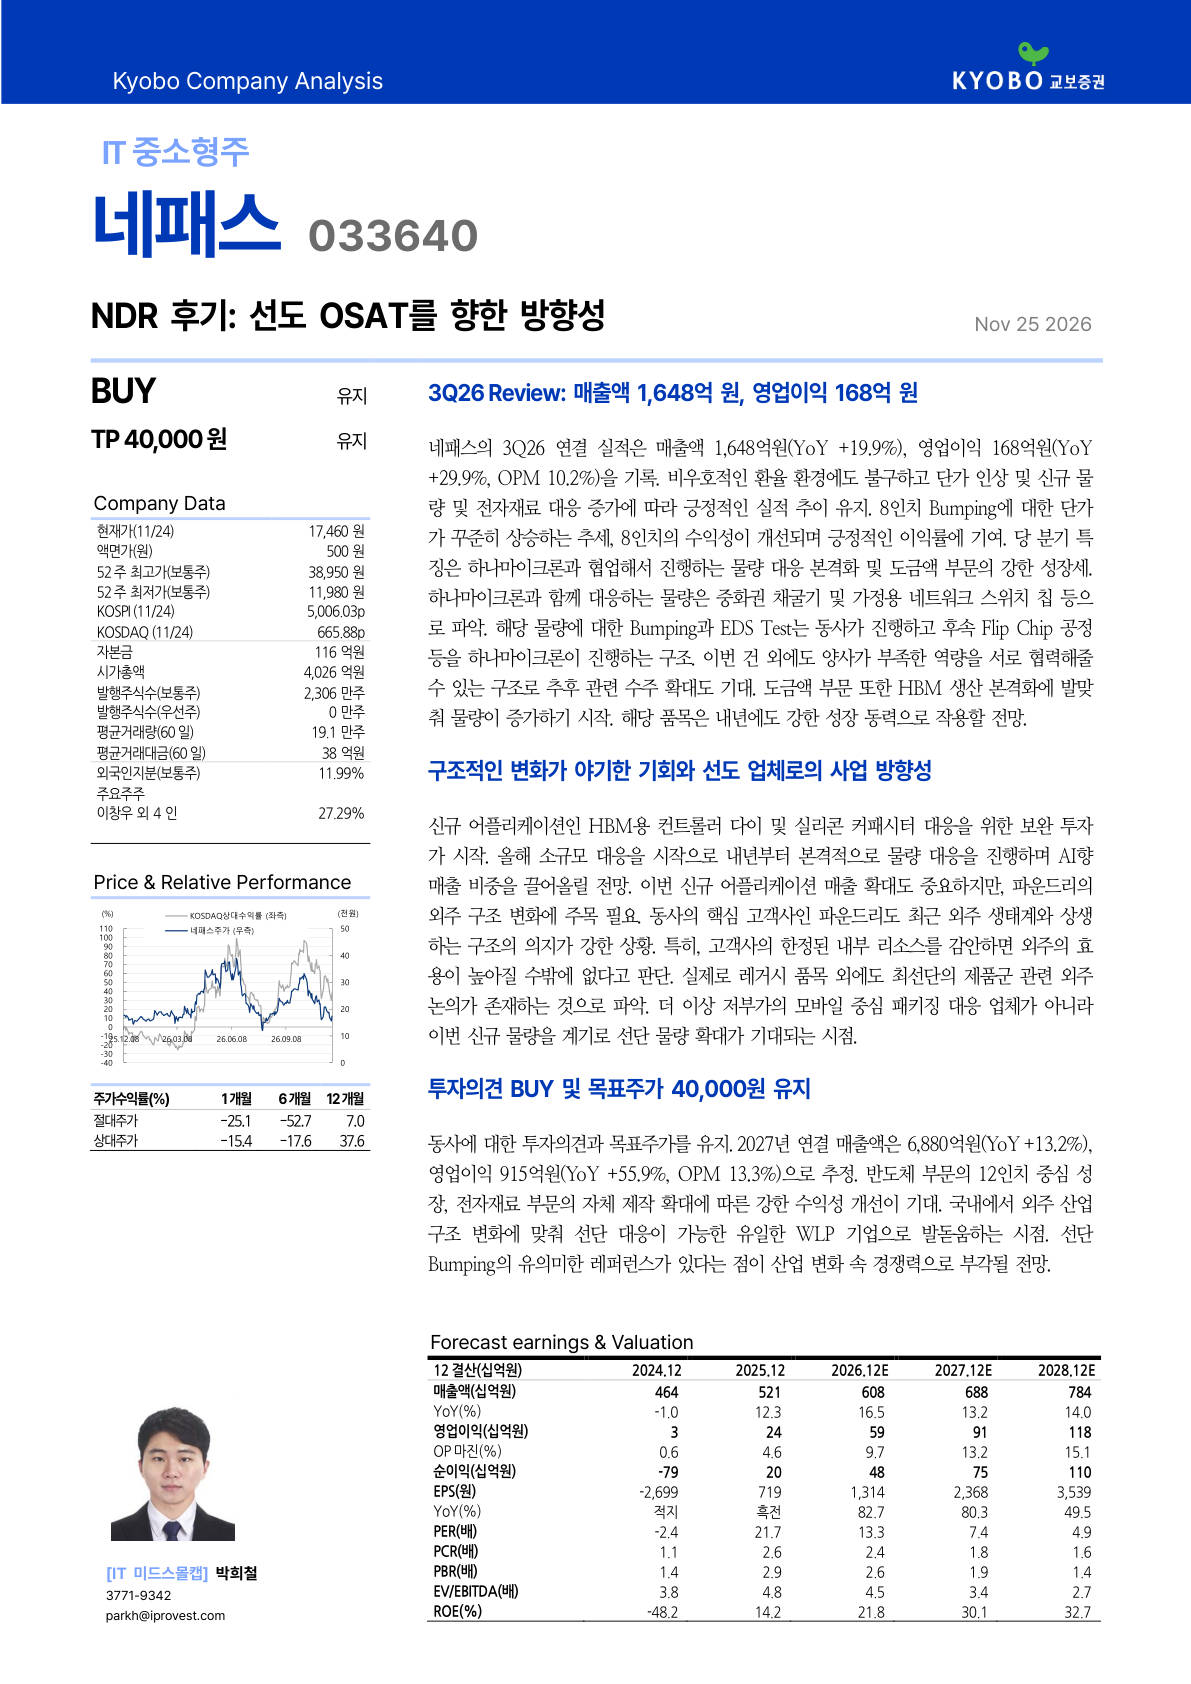 Kyobo Company Analysis
KYOBO 교보증권
IT 중소형주
네패스 033640
NDR 후기: 선도 OSAT를 향한 방향성
Nov 25 2026
BUY 유지
TP 40,000원 유지
Company Data
현재가(11/24) 17,460 원
액면가(원) 500 원
52 주 최고가(보통주) 38,950 원
52 주 최저가(보통주) 11,980 원
KOSPI (11/24) 5,006.03p
KOSDAQ (11/24) 665.88p
자본금 116 억원
시가총액 4,026 억원
발행주식수(보통주) 2,306 만주
발행주식수(우선주) 0 만주
평균거래량(60 일) 19.1 만주
평균거래대금(60 일) 38 억원
외국인지분(보통주) 11.99%
주요주주
이창우 외 4 인 27.29%
Price & Relative Performance
(%) KOSDAQ상대수익률 (좌측) (천원)
네패스주가 (우측)
110 50
100
90
80 40
70
60
50 30
40
30
20 20
10
0
-10 10
25.12.08 26.03.08 26.06.08 26.09.08
-20
-30
-40 0
주가수익률(%) 1개월 6개월 12개월
절대주가 -25.1 -52.7 7.0
상대주가 -15.4 -17.6 37.6
[IT 미드스몰캡] 박희철
3771-9342
parkh@iprovest.com
3Q26 Review: 매출액 1,648억 원, 영업이익 168억 원
네패스의 3Q26 연결 실적은 매출액 1,648억원(YoY +19.9%), 영업이익 168억원(YoY
+29.9%, OPM 10.2%)을 기록. 비우호적인 환율 환경에도 불구하고 단가 인상 및 신규 물
량 및 전자재료 대응 증가에 따라 긍정적인 실적 추이 유지. 8인치 Bumping에 대한 단가
가 꾸준히 상승하는 추세, 8인치의 수익성이 개선되며 긍정적인 이익률에 기여. 당 분기 특
징은 하나마이크론과 협업해서 진행하는 물량 대응 본격화 및 도금액 부문의 강한 성장세.
하나마이크론과 함께 대응하는 물량은 중화권 채굴기 및 가정용 네트워크 스위치 칩 등으
로 파악. 해당 물량에 대한 Bumping과 EDS Test는 동사가 진행하고 후속 Flip Chip 공정
등을 하나마이크론이 진행하는 구조. 이번 건 외에도 양사가 부족한 역량을 서로 협력해줄
수 있는 구조로 추후 관련 수주 확대도 기대. 도금액 부문 또한 HBM 생산 본격화에 발맞
춰 물량이 증가하기 시작. 해당 품목은 내년에도 강한 성장 동력으로 작용할 전망.
구조적인 변화가 야기한 기회와 선도 업체로의 사업 방향성
신규 어플리케이션인 HBM용 컨트롤러 다이 및 실리콘 커패시터 대응을 위한 보완 투자
가 시작. 올해 소규모 대응을 시작으로 내년부터 본격적으로 물량 대응을 진행하며 AI향
매출 비중을 끌어올릴 전망. 이번 신규 어플리케이션 매출 확대도 중요하지만, 파운드리의
외주 구조 변화에 주목 필요. 동사의 핵심 고객사인 파운드리도 최근 외주 생태계와 상생
하는 구조의 의지가 강한 상황. 특히, 고객사의 한정된 내부 리소스를 감안하면 외주의 효
용이 높아질 수밖에 없다고 판단. 실제로 레거시 품목 외에도 최선단의 제품군 관련 외주
논의가 존재하는 것으로 파악. 더 이상 저부가의 모바일 중심 패키징 대응 업체가 아니라
이번 신규 물량을 계기로 선단 물량 확대가 기대되는 시점.
투자의견 BUY 및 목표주가 40,000원 유지
동사에 대한 투자의견과 목표주가를 유지. 2027년 연결 매출액은 6,880억원(YoY +13.2%),
영업이익 915억원(YoY +55.9%, OPM 13.3%)으로 추정. 반도체 부문의 12인치 중심 성
장, 전자재료 부문의 자체 제작 확대에 따른 강한 수익성 개선이 기대. 국내에서 외주 산업
구조 변화에 맞춰 선단 대응이 가능한 유일한 WLP 기업으로 발돋움하는 시점. 선단
Bumping의 유의미한 레퍼런스가 있다는 점이 산업 변화 속 경쟁력으로 부각될 전망.
Forecast earnings & Valuation
12 결산(십억원) 2024.12 2025.12 2026.12E 2027.12E 2028.12E
매출액(십억원) 464 521 608 688 784
YoY(%) -1.0 12.3 16.5 13.2 14.0
영업이익(십억원) 3 24 59 91 118
OP 마진(%) 0.6 4.6 9.7 13.2 15.1
순이익(십억원) -79 20 48 75 110
EPS(원) -2,699 719 1,314 2,368 3,539
YoY(%) 적지 흑전 82.7 80.3 49.5
PER(배) -2.4 21.7 13.3 7.4 4.9
PCR(배) 1.1 2.6 2.4 1.8 1.6
PBR(배) 1.4 2.9 2.6 1.9 1.4
EV/EBITDA(배) 3.8 4.8 4.5 3.4 2.7
ROE(%) -48.2 14.2 21.8 30.1 32.7